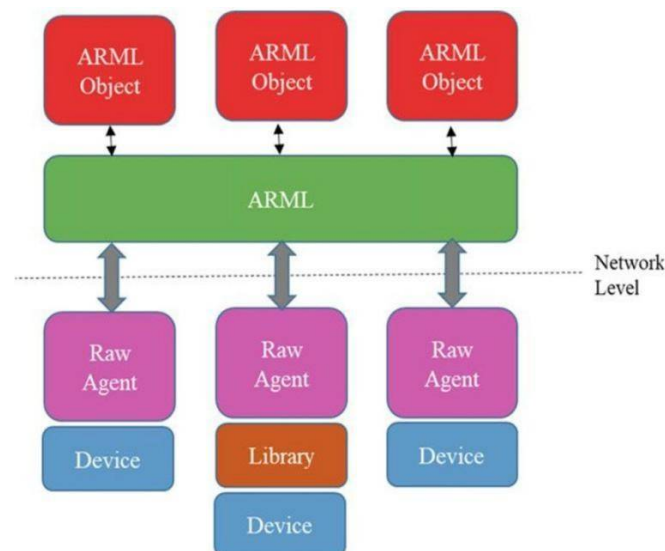 ARML
Object
ARML
Object
ARML
Object
ARML
Network
Level
Raw
Agent
Raw
Agent
Raw
Agent
Device
Library
Device
Device